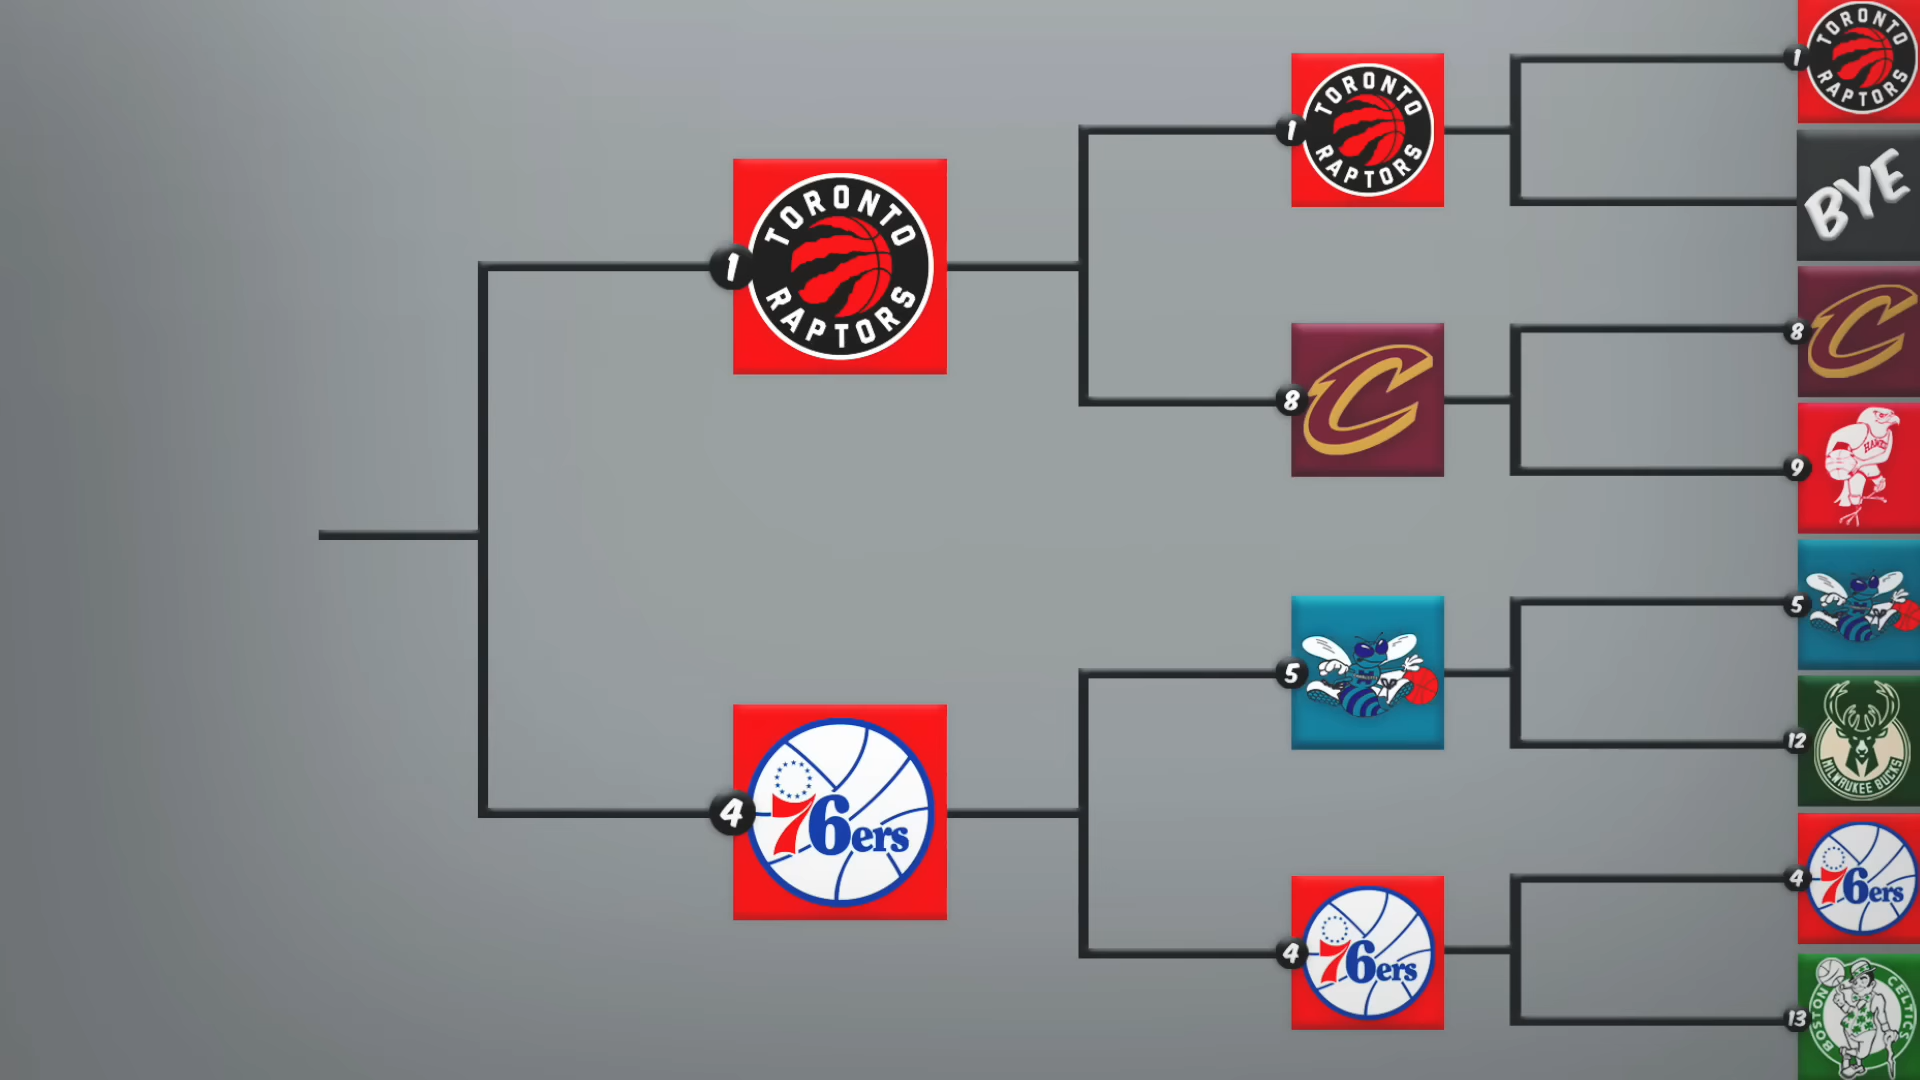 1
TORONTO
RAPTORS
BYE
1
TORONTO
RAPTORS
1
TORONTO
RAPTORS
8
HAWKS
9
8
5
5
12
MILWAUKEE BUCKS
4
76ers
4
76ers
4
76ers
13
BOSTON
CELTICS